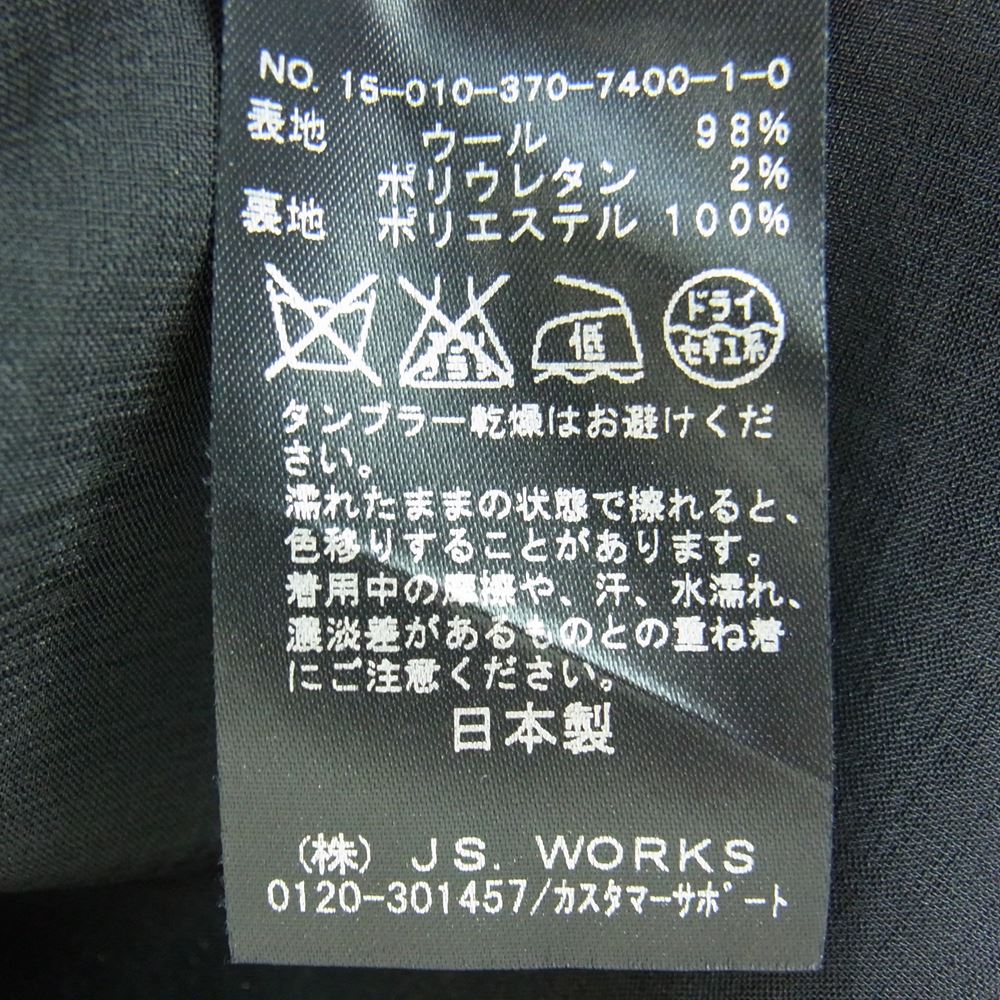 NO. 15-010-370-7400-1-0
表地 ウール 98%
ポリウレタン 2%
裏地 ポリエステル 100%
エンソ
サラシ
低
ドライ
セキユ系
タンブラー乾燥はお避けくだ
さい。
濡れたままの状態で擦れると、
色移りすることがあります。
着用中の摩擦や、汗、水濡れ、
濃淡差があるものとの重ね着
にご注意ください。
日本製
(株) J S. WORKS
0120-301457/カスタマーサポート